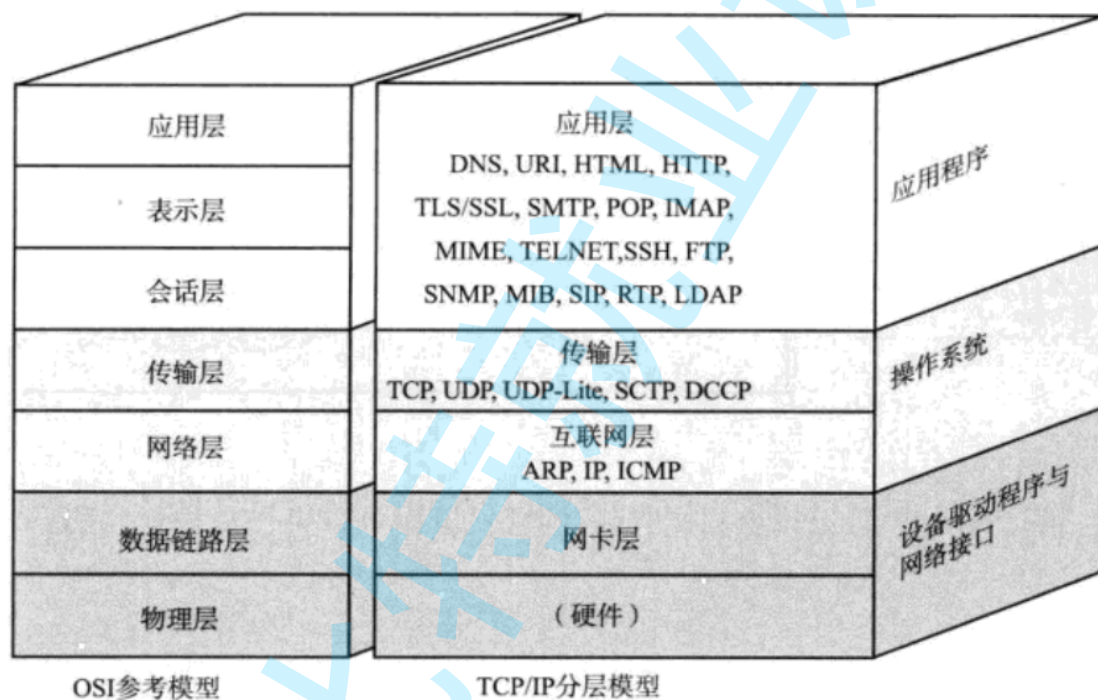 应用层
表示层
会话层
传输层
网络层
数据链路层
物理层
OSI参考模型
应用层
DNS, URI, HTML, HTTP,
TLS/SSL, SMTP, POP, IMAP,
MIME, TELNET,SSH, FTP,
SNMP, MIB, SIP, RTP, LDAP
传输层
TCP, UDP, UDP-Lite, SCTP, DCCP
互联网层
ARP, IP, ICMP
网卡层
（硬件）
TCP/IP分层模型
应用程序
操作系统
设备驱动程序与
网络接口